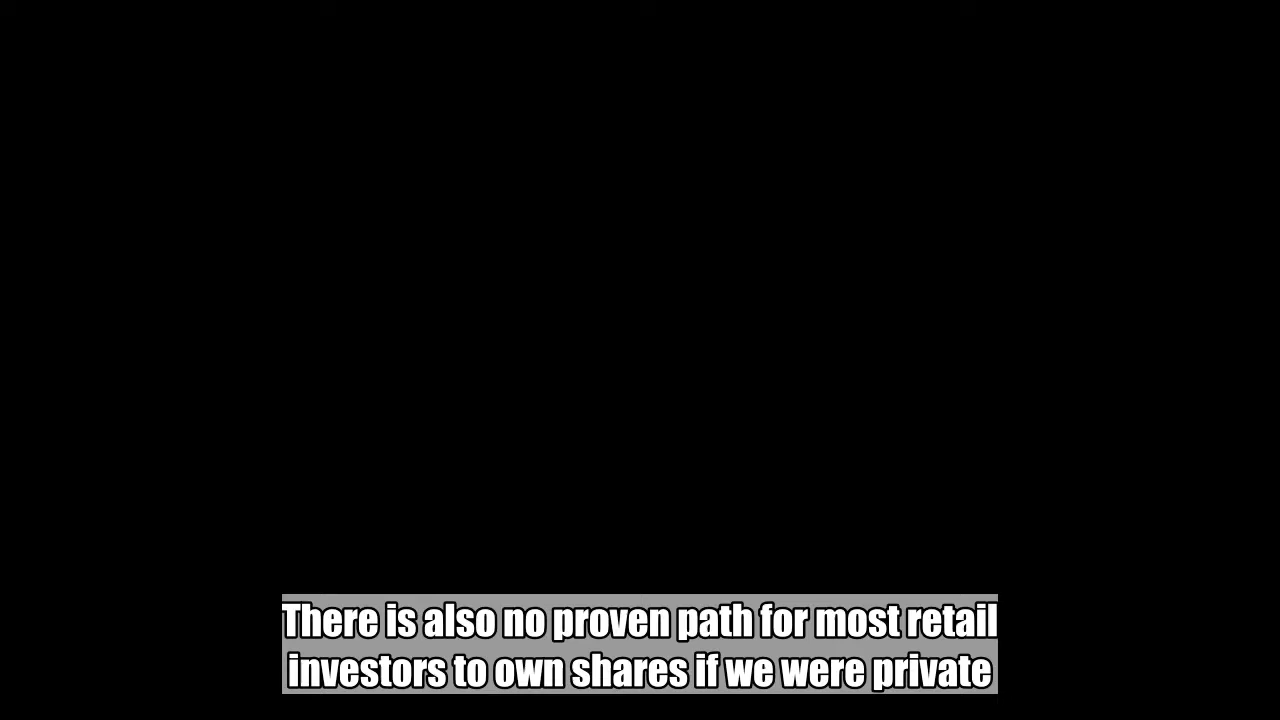 There is also no proven path for most retail
investors to own shares if we were private